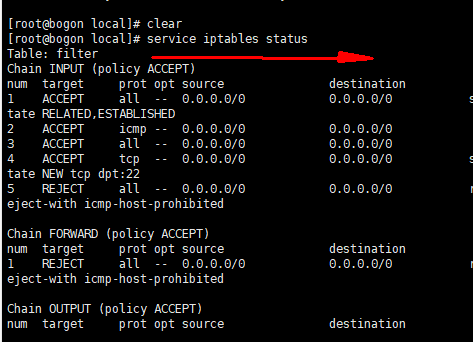 [root@bogon local]# clear
[root@bogon local]# service iptables status
Table: filter
Chain INPUT (policy ACCEPT)
num  target     prot opt source               destination
1    ACCEPT     all  --  0.0.0.0/0            0.0.0.0/0           s
tate RELATED,ESTABLISHED
2    ACCEPT     icmp --  0.0.0.0/0            0.0.0.0/0
3    ACCEPT     all  --  0.0.0.0/0            0.0.0.0/0
4    ACCEPT     tcp  --  0.0.0.0/0            0.0.0.0/0           s
tate NEW tcp dpt:22
5    REJECT     all  --  0.0.0.0/0            0.0.0.0/0           r
eject-with icmp-host-prohibited
Chain FORWARD (policy ACCEPT)
num  target     prot opt source               destination
1    REJECT     all  --  0.0.0.0/0            0.0.0.0/0           r
eject-with icmp-host-prohibited
Chain OUTPUT (policy ACCEPT)
num  target     prot opt source               destination